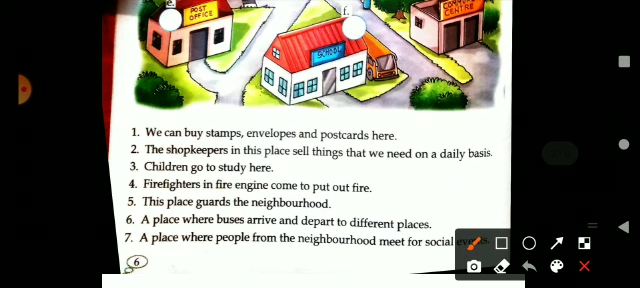 e.
POST
OFFICE
f.
SCHOOL
CENTRE
1. We can buy stamps, envelopes and postcards here.
2. The shopkeepers in this place sell things that we need on a daily basis.
3. Children go to study here.
4. Firefighters in fire engine come to put out fire.
5. This place guards the neighbourhood.
6. A place where buses arrive and depart to different places.
7. A place where people from the neighbourhood meet for social
6